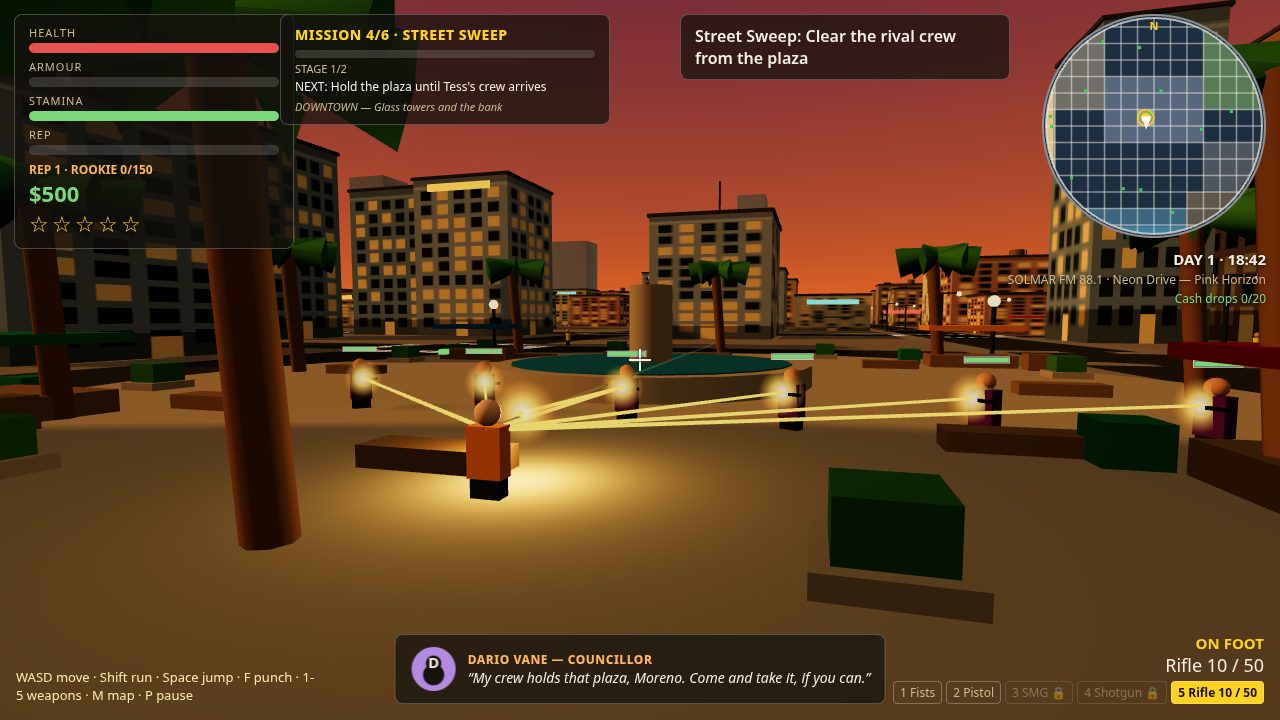 HEALTH
ARMOUR
STAMINA
REP
REP 1 · ROOKIE 0/150
$500
MISSION 4/6 · STREET SWEEP
STAGE 1/2
NEXT: Hold the plaza until Tess's crew arrives
DOWNTOWN — Glass towers and the bank
Street Sweep: Clear the rival crew
from the plaza
N
DAY 1 · 18:42
SOLMAR FM 88.1 · Neon Drive — Pink Horizon
Cash drops 0/20
WASD move · Shift run · Space jump · F punch · 1-
5 weapons · M map · P pause
D
DARIO VANE — COUNCILLOR
“My crew holds that plaza, Moreno. Come and take it, If you can.”
ON FOOT
Rifle 10 / 50
1 Fists
2 Pistol
3 SMG 🔒
4 Shotgun 🔒
5 Rifle 10 / 50